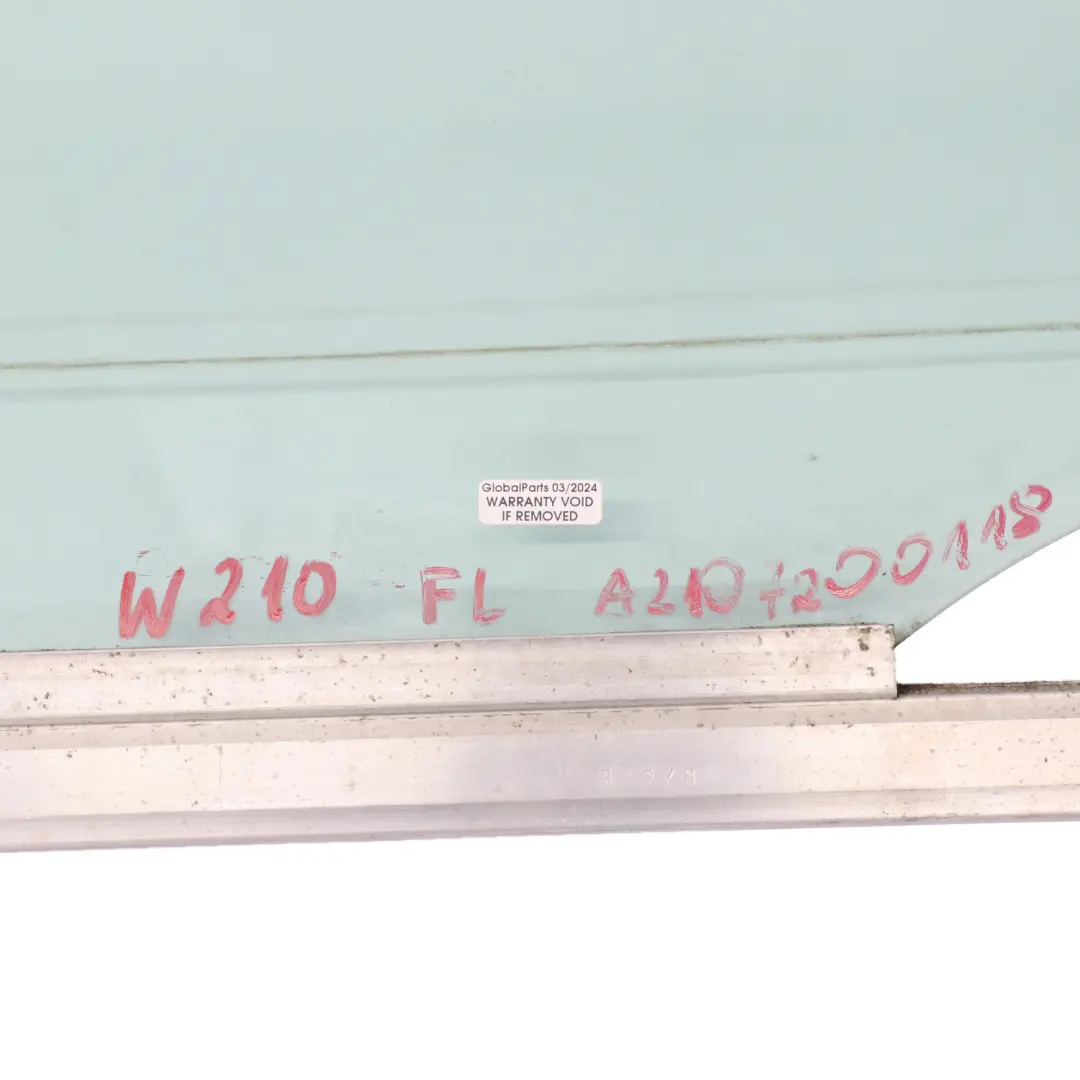 GlobalParts 03/2024
WARRANTY VOID
IF REMOVED
W210 FL A2107200118